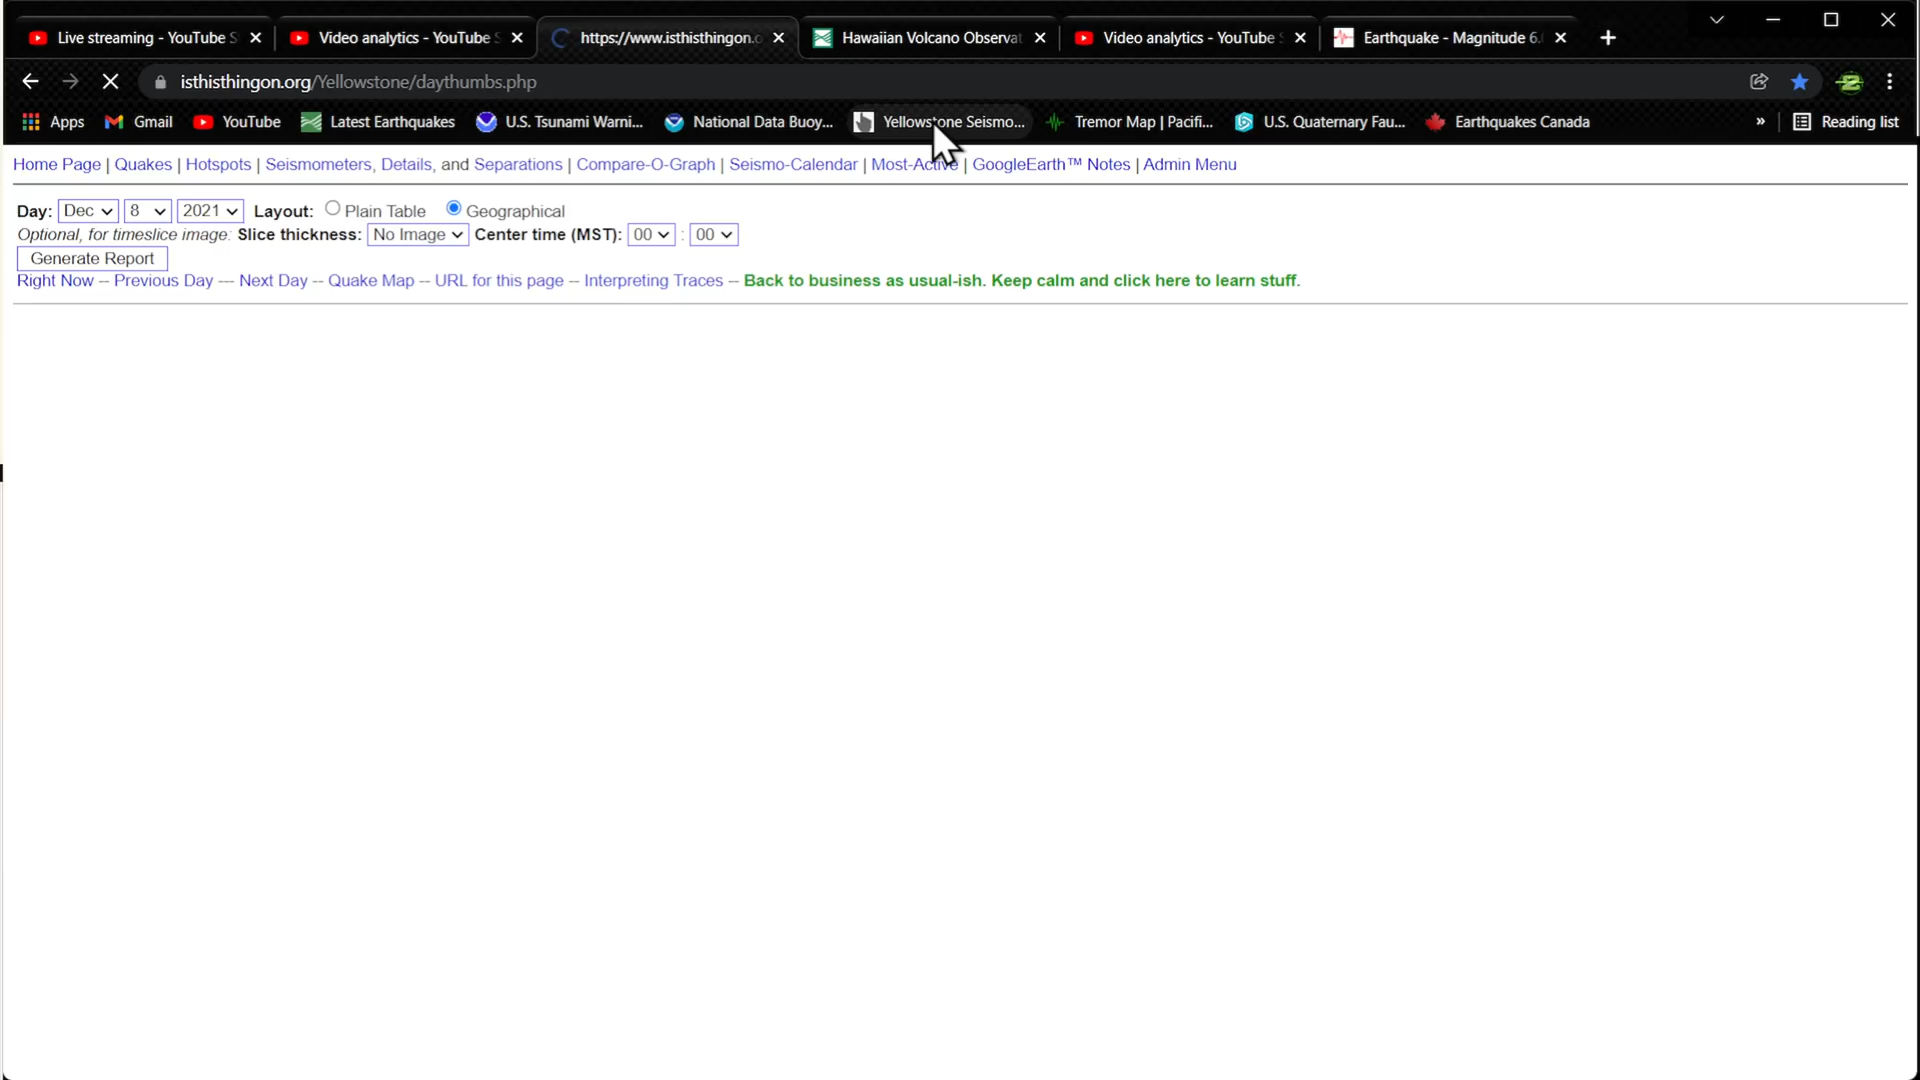 Live streaming - YouTube S
Video analytics - YouTube S
https://www.isthisthingon.o
Hawaiian Volcano Observat
Video analytics - YouTube S
Earthquake - Magnitude 6.
isthisthingon.org/Yellowstone/daythumbs.php
Apps Gmail YouTube Latest Earthquakes U.S. Tsunami Warni... National Data Buoy... Yellowstone Seismo... Tremor Map | Pacifi... U.S. Quaternary Fau... Earthquakes Canada » Reading list
Home Page | Quakes | Hotspots | Seismometers, Details, and Separations | Compare-O-Graph | Seismo-Calendar | Most-Active | GoogleEarth™ Notes | Admin Menu
Day: Dec 8 2021 Layout: Plain Table Geographical
Optional, for timeslice image: Slice thickness: No Image Center time (MST): 00 : 00
Generate Report
Right Now -- Previous Day --- Next Day -- Quake Map -- URL for this page -- Interpreting Traces -- Back to business as usual-ish. Keep calm and click here to learn stuff.